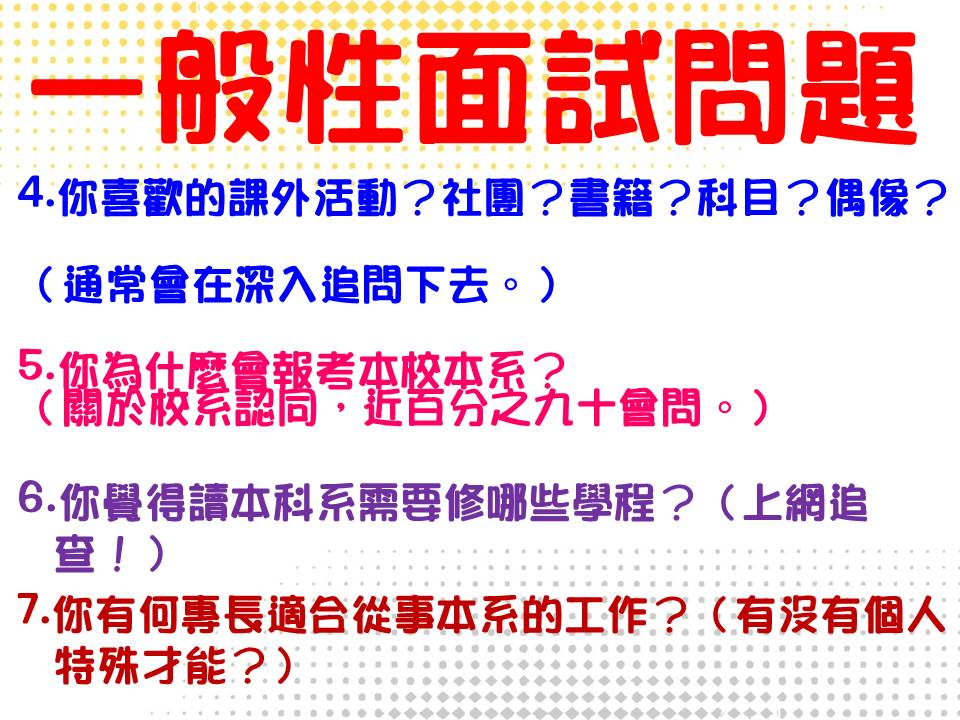 一般性面試問題
4.你喜歡的課外活動？社團？書籍？科目？偶像？
（通常會在深入追問下去。）
5.你為什麼會報考本校本系？
（關於校系認同，近百分之九十會問。）
6.你覺得讀本科系需要修哪些學程？（上網追
查！）
7.你有何專長適合從事本系的工作？（有沒有個人
特殊才能？）